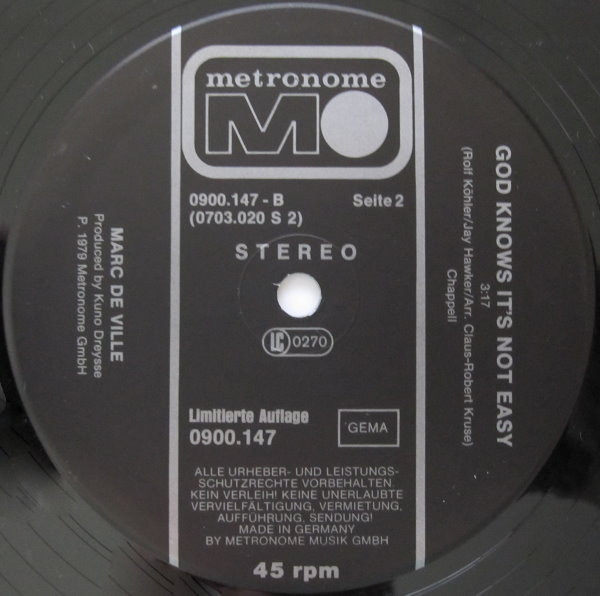 metronome
MO
0900.147 - B Seite 2
(0703.020 S 2)
STEREO
LC 0270
Limitierte Auflage
0900.147
GEMA
ALLE URHEBER- UND LEISTUNGS-
SCHUTZRECHTE VORBEHALTEN.
KEIN VERLEIH! KEINE UNERLAUBTE
VERVIELFÄLTIGUNG, VERMIETUNG,
AUFFÜHRUNG, SENDUNG!
MADE IN GERMANY
BY METRONOME MUSIK GMBH
45 rpm
GOD KNOWS IT'S NOT EASY
3:17
(Rolf Köhler/Jay Hawker/Arr. Claus-Robert Kruse)
Chappell
MARC DE VILLE
Produced by Kuno Dreysse
P. 1979 Metronome GmbH